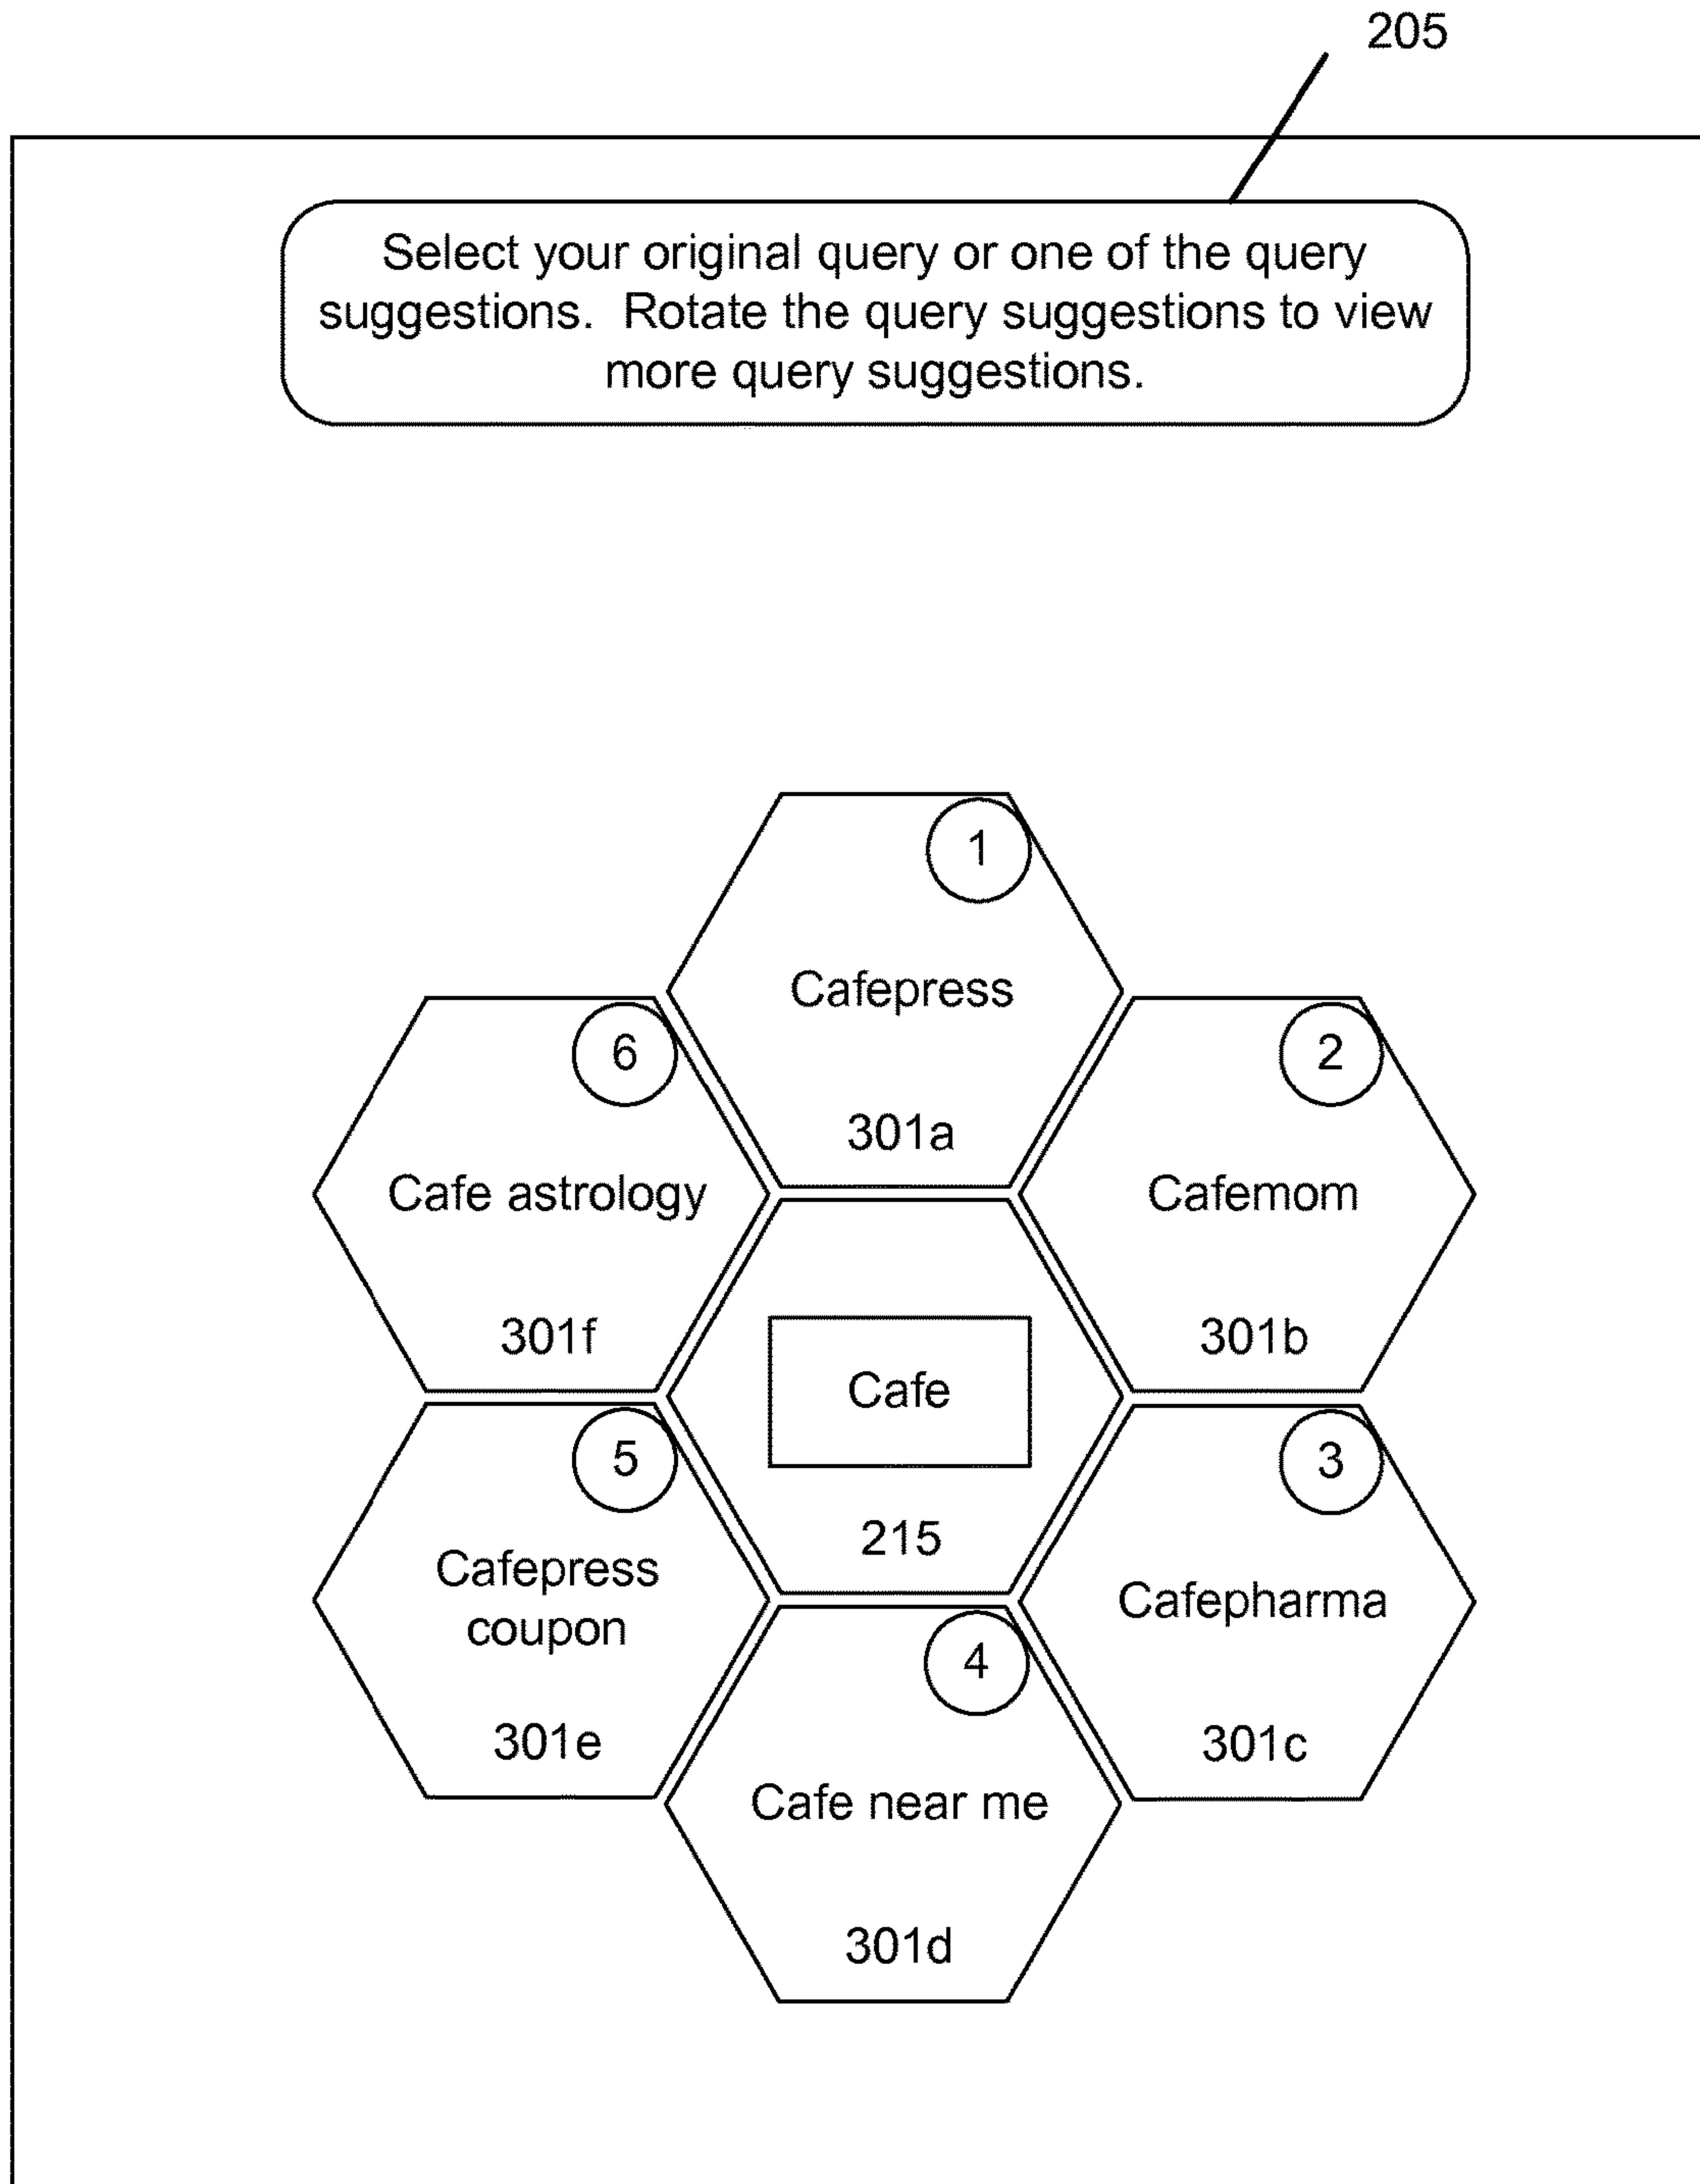 205
Select your original query or one of the query
suggestions.  Rotate the query suggestions to view
more query suggestions.
1
Cafepress
301a
6
Cafe astrology
301f
2
Cafemom
301b
Cafe
215
5
Cafepress
coupon
301e
3
Cafepharma
301c
4
Cafe near me
301d